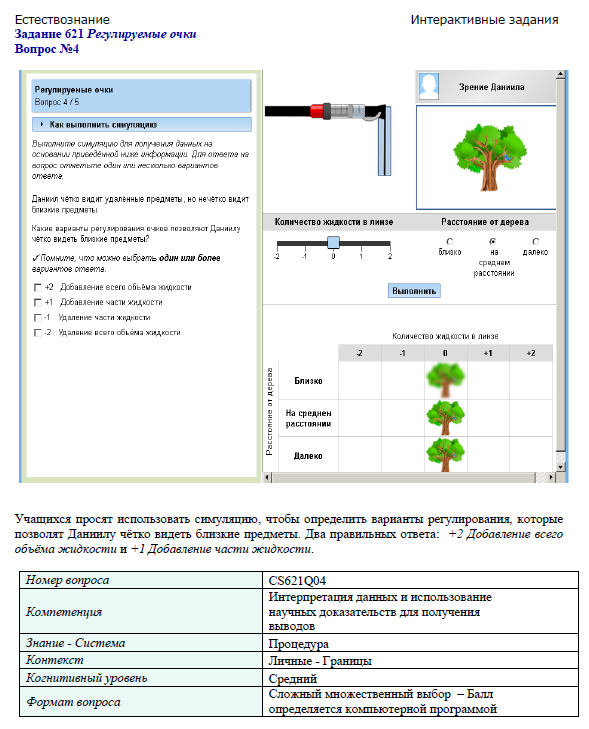 Естествознание Интерактивные задания
Задание 621 Регулируемые очки
Вопрос №4
Регулируемые очки
Вопрос 4 / 5
Как выполнить симуляцию
Выполните симуляцию для получения данных на
основании приведённой ниже информации. Для ответа на
вопрос отметьте один или несколько вариантов
ответа.
Даниил чётко видит удалённые предметы, но нечётко видит
близкие предметы.
Какие варианты регулирования очков позволяют Даниилу
чётко видеть близкие предметы?
✓Помните, что можно выбрать один или более
вариантов ответа.
+2 Добавление всего объёма жидкости
+1 Добавление части жидкости
-1 Удаление части жидкости
-2 Удаление всего объёма жидкости
Зрение Даниила
Количество жидкости в линзе
-2 -1 0 1 2
Расстояние от дерева
близко на среднем расстоянии далеко
Выполнить
Количество жидкости в линзе
-2 -1 0 +1 +2
Расстояние от дерева
Близко
На среднем
расстоянии
Далеко
Учащихся просят использовать симуляцию, чтобы определить варианты регулирования, которые
позволят Даниилу чётко видеть близкие предметы. Два правильных ответа: +2 Добавление всего
объёма жидкости и +1 Добавление части жидкости.
Номер вопроса CS621Q04
Компетенция Интерпретация данных и использование
научных доказательств для получения
выводов
Знание - Система Процедура
Контекст Личные - Границы
Когнитивный уровень Средний
Формат вопроса Сложный множественный выбор – Балл
определяется компьютерной программой